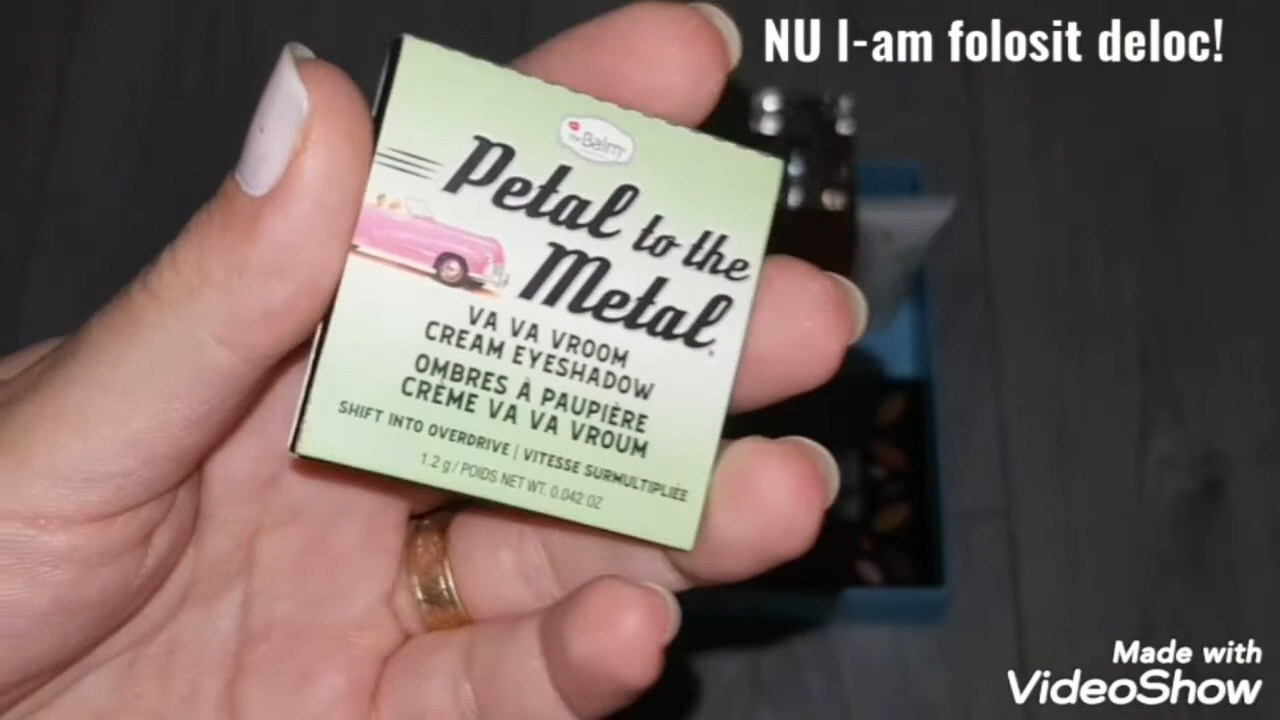 NU l-am folosit deloc!
theBalm
Petal to the
Metal®
VA VA VROOM
CREAM EYESHADOW
OMBRES À PAUPIÈRE
CRÈME VA VA VROUM
SHIFT INTO OVERDRIVE | VITESSE SURMULTIPLIÉE
1.2 g / POIDS NET WT. 0.042 OZ
Made with
VideoShow